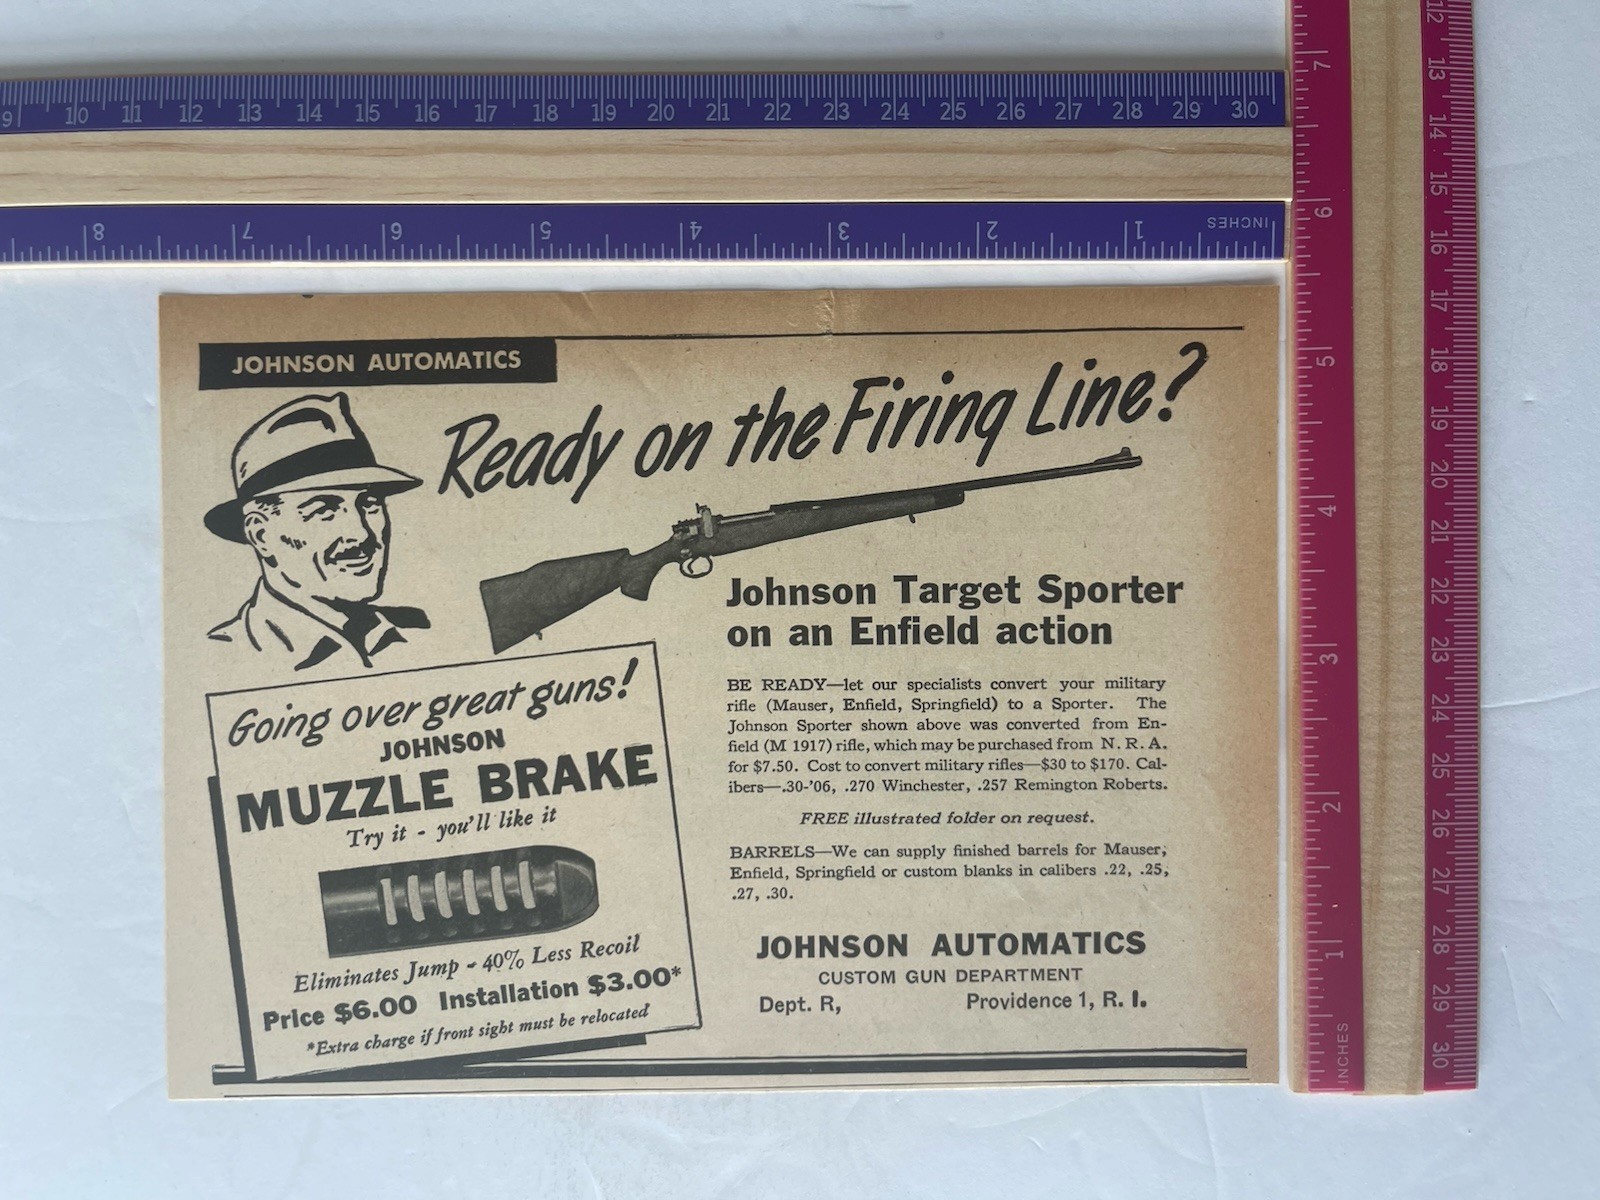 9 10 11 12 13 14 15 16 17 18 19 20 21 22 23 24 25 26 27 28 29 30
8 7 6 5 4 3 2 1 INCHES
7 6 5 4 3 2 1 INCHES
12 13 14 15 16 17 18 19 20 21 22 23 24 25 26 27 28 29 30
JOHNSON AUTOMATICS
Ready on the Firing Line?
Johnson Target Sporter
on an Enfield action
BE READY—let our specialists convert your military
rifle (Mauser, Enfield, Springfield) to a Sporter. The
Johnson Sporter shown above was converted from En-
field (M 1917) rifle, which may be purchased from N. R. A.
for $7.50. Cost to convert military rifles—$30 to $170. Cal-
ibers—.30-'06, .270 Winchester, .257 Remington Roberts.
FREE illustrated folder on request.
BARRELS—We can supply finished barrels for Mauser,
Enfield, Springfield or custom blanks in calibers .22, .25,
.27, .30.
JOHNSON AUTOMATICS
CUSTOM GUN DEPARTMENT
Dept. R, Providence 1, R. I.
Going over great guns!
JOHNSON
MUZZLE BRAKE
Try it - you'll like it
Eliminates Jump - 40% Less Recoil
Price $6.00 Installation $3.00*
*Extra charge if front sight must be relocated